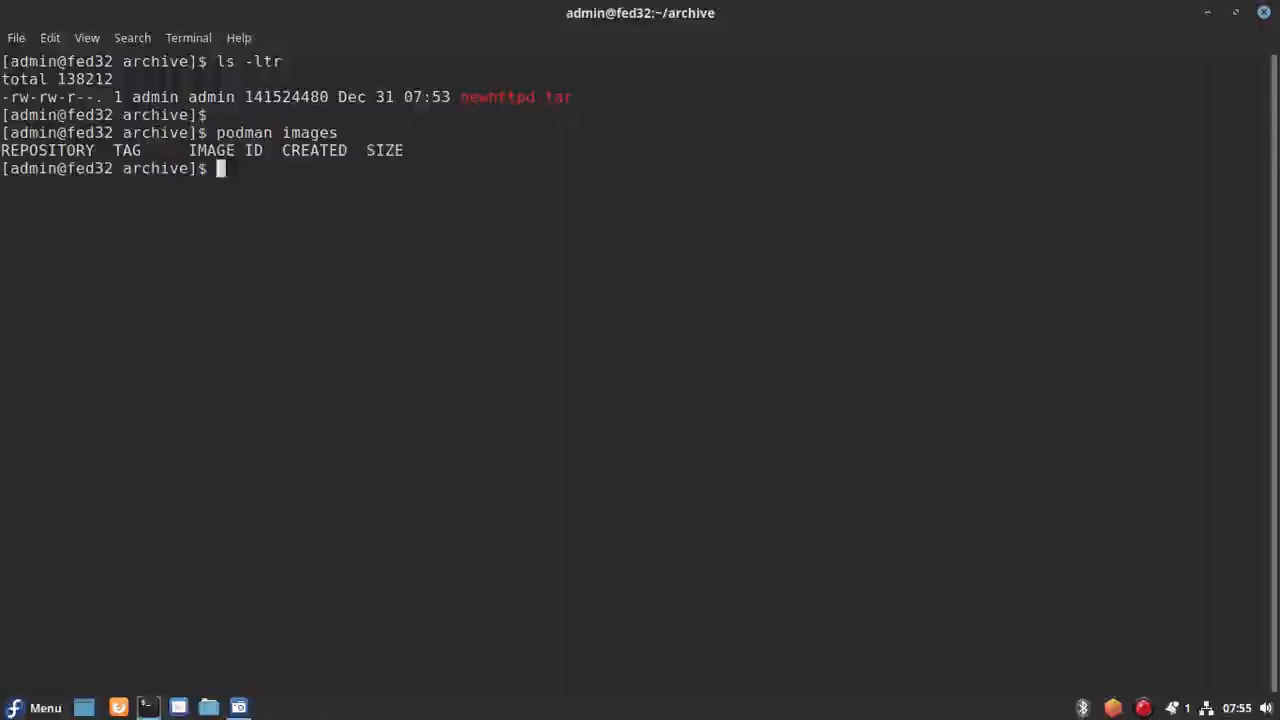 admin@fed32:~/archive
File Edit View Search Terminal Help
[admin@fed32 archive]$ ls -ltr
total 138212
-rw-rw-r--. 1 admin admin 141524480 Dec 31 07:53 newhttpd.tar
[admin@fed32 archive]$
[admin@fed32 archive]$ podman images
REPOSITORY TAG IMAGE ID CREATED SIZE
[admin@fed32 archive]$
Menu 1 07:55